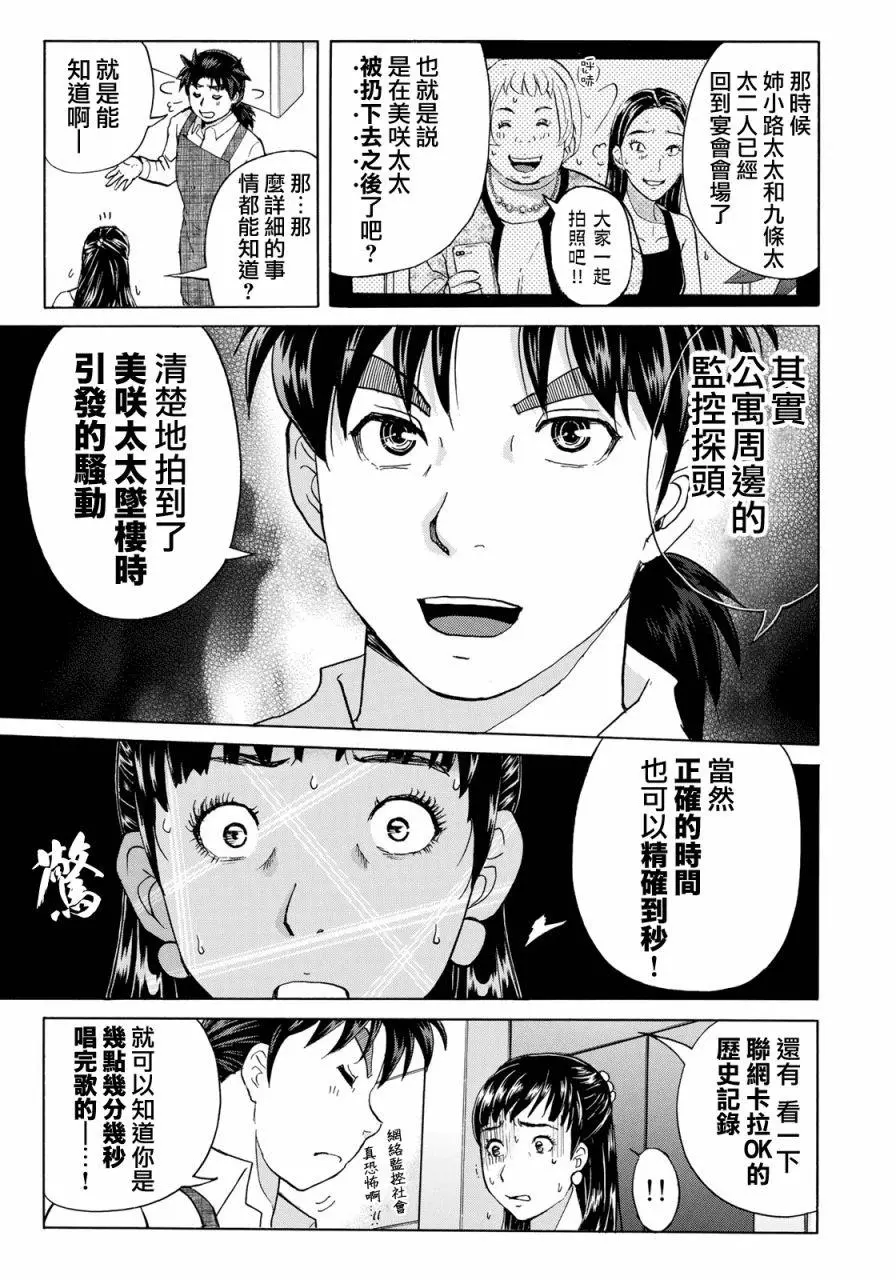 那時候
姉小路太太和九條太
太二人已經
回到宴會會場了
呼哧
大家一起
拍照吧!!
也就是説
是在美咲太太
被扔下去之後了吧?
那…那
麼詳細的事
情都能知道?
就是能
知道啊—
其實
公寓周邊的
監控探頭
清楚地拍到了
美咲太太墜樓時
引發的騷動
當然
正確的時間
也可以精確到秒!
驚
還有 看一下
聯網卡拉OK的
歷史記錄
!!
就可以知道你是
幾點幾分幾秒
唱完歌的——…!
網絡監控社會
真恐怖啊…!!